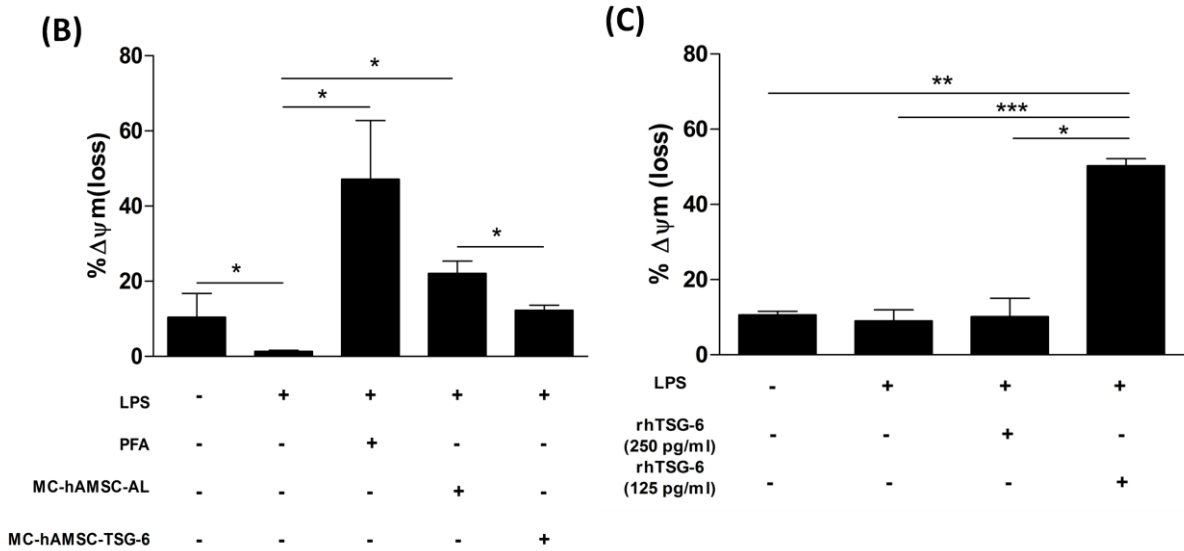 (B)
% Δψm(loss)
80
60
40
20
0
*
*
*
*
LPS - + + + +
PFA - - + - -
MC-hAMSC-AL - - - + -
MC-hAMSC-TSG-6 - - - - +
(C)
% Δψm (loss)
80
60
40
20
0
**
***
*
LPS - + + +
rhTSG-6
(250 pg/ml) - - + -
rhTSG-6
(125 pg/ml) - - - +